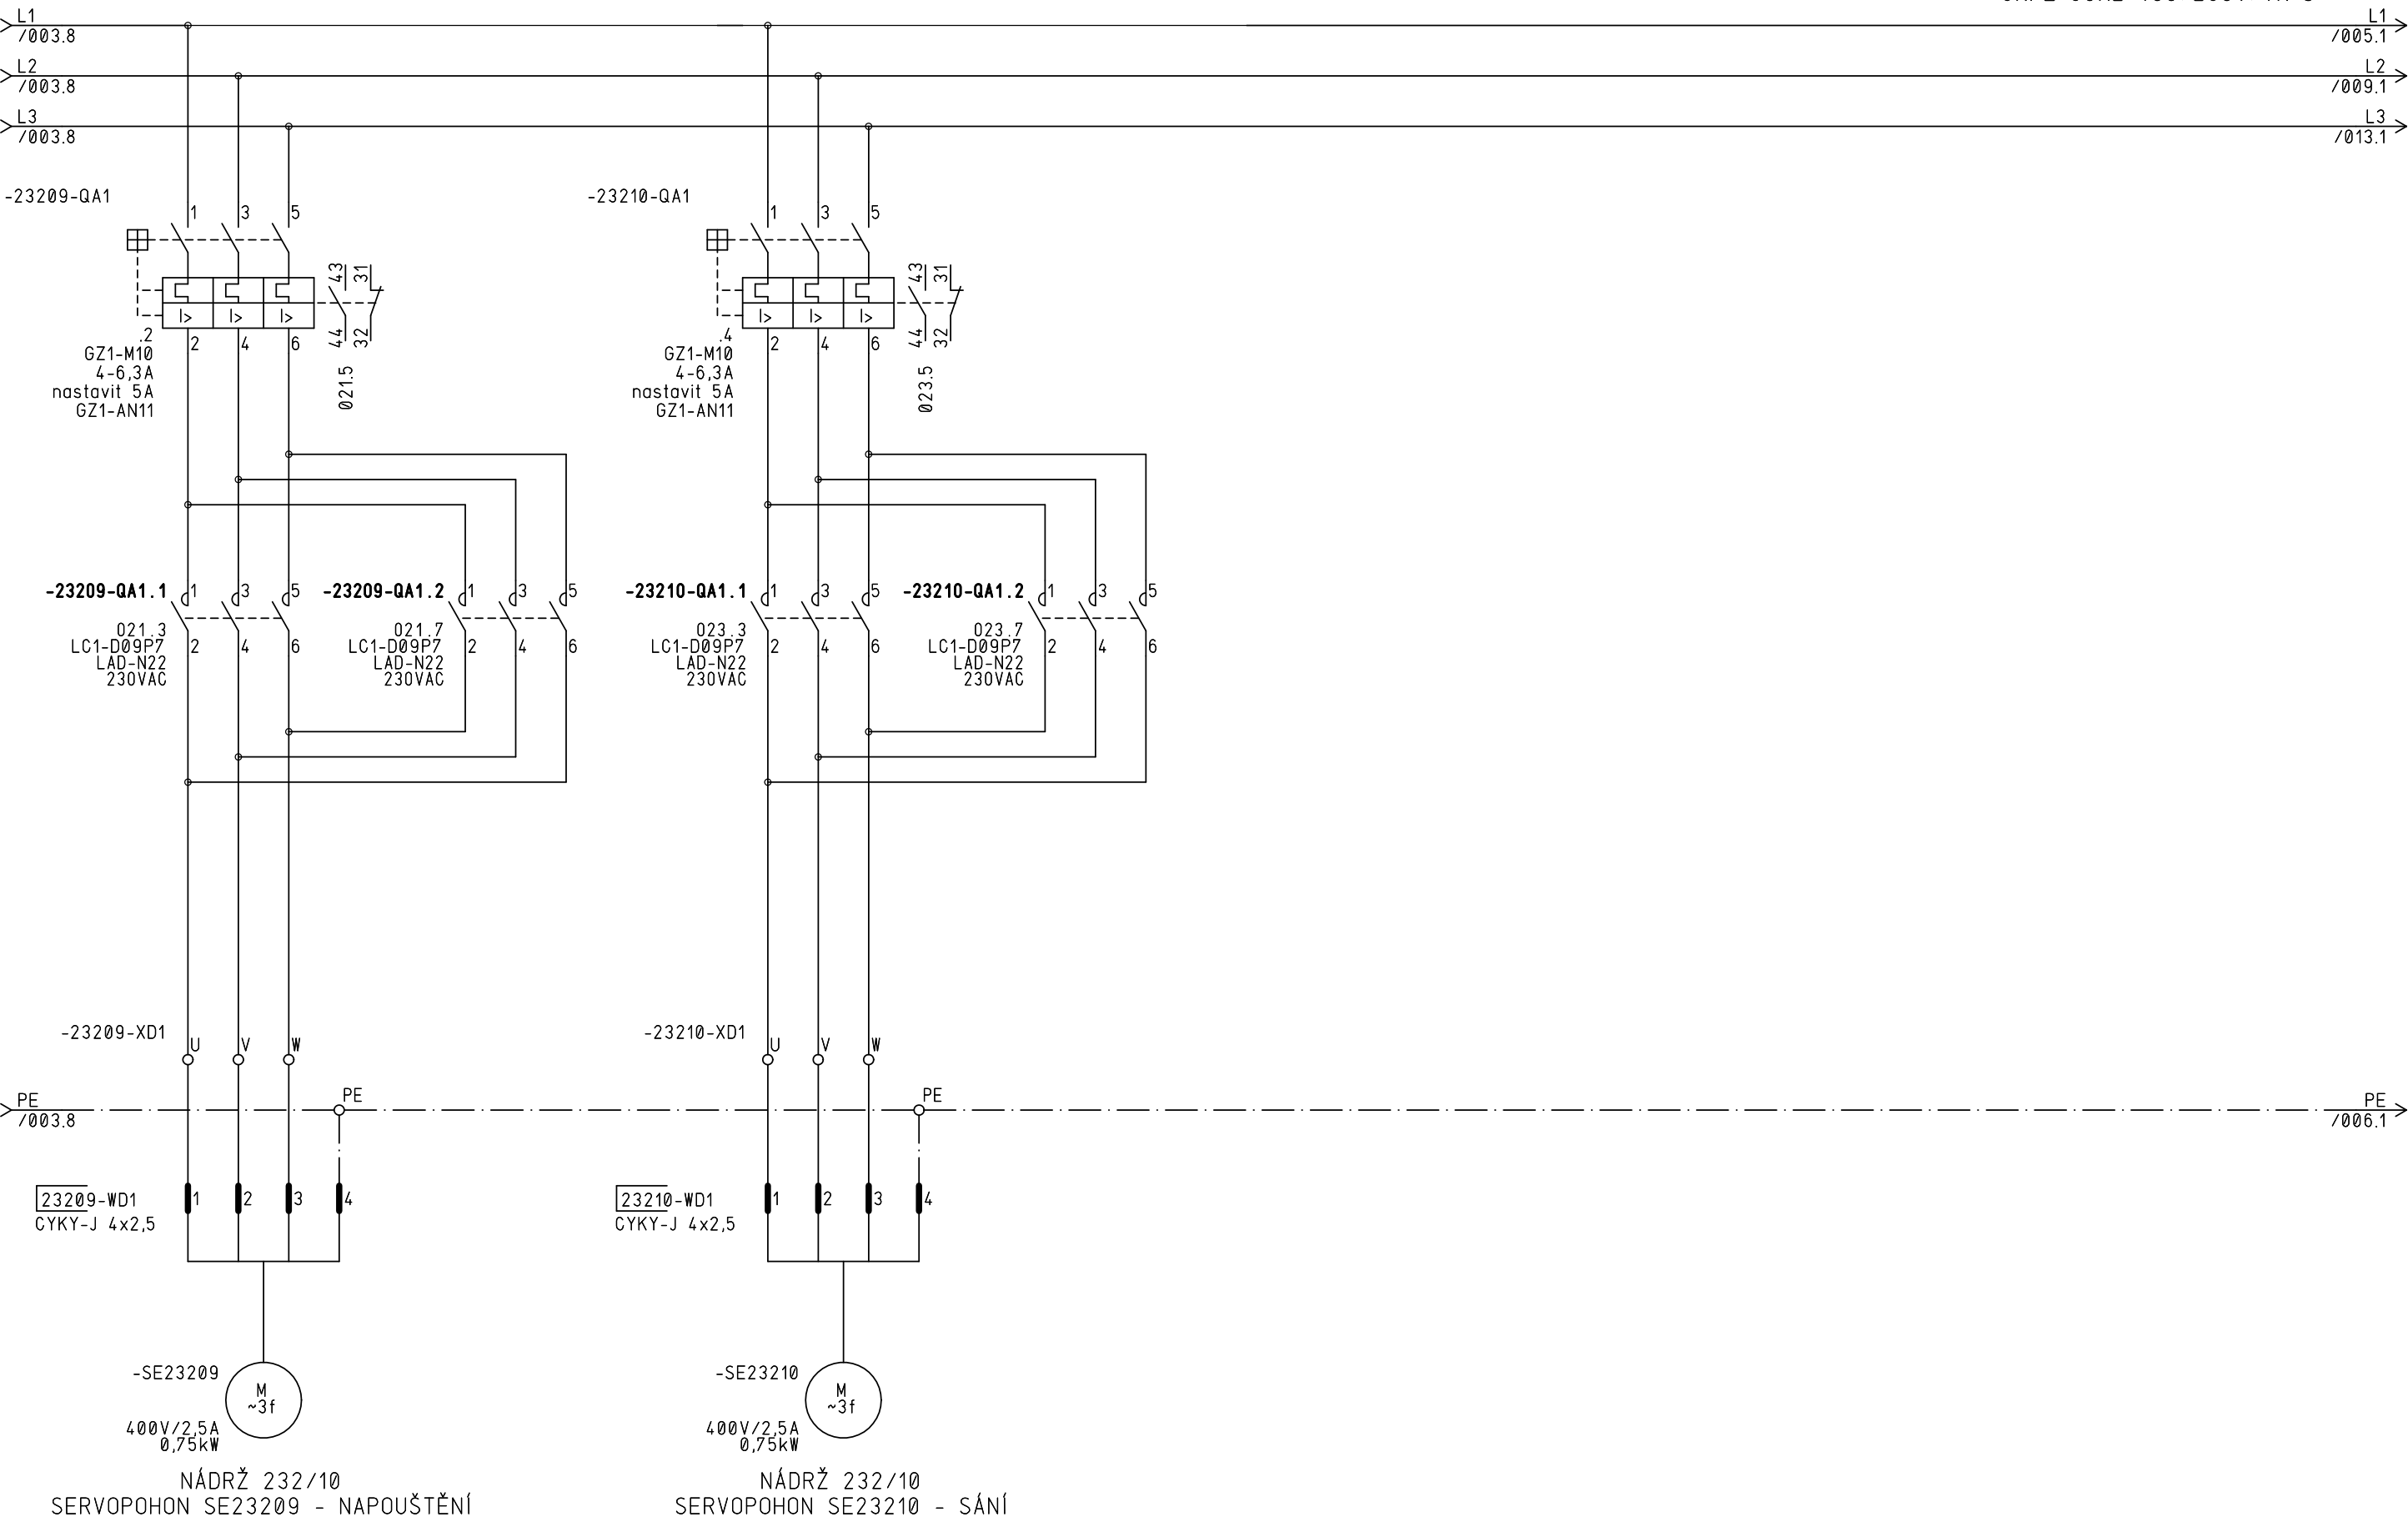 L1
/003.8
L1
/005.1
L2
/003.8
L2
/009.1
L3
/003.8
L3
/013.1
-23209-QA1
1 3 5
43 31
I> I> I>
44 32
2 4 6
.2
GZ1-M10
4-6,3A
nastavit 5A
GZ1-AN11
021.5
-23210-QA1
1 3 5
43 31
I> I> I>
44 32
2 4 6
.4
GZ1-M10
4-6,3A
nastavit 5A
GZ1-AN11
023.5
-23209-QA1.1
1 3 5
021.3
LC1-D09P7
LAD-N22
230VAC
2 4 6
-23209-QA1.2
1 3 5
021.7
LC1-D09P7
LAD-N22
230VAC
2 4 6
-23210-QA1.1
1 3 5
023.3
LC1-D09P7
LAD-N22
230VAC
2 4 6
-23210-QA1.2
1 3 5
023.7
LC1-D09P7
LAD-N22
230VAC
2 4 6
-23209-XD1
U V W
-23210-XD1
U V W
PE
/003.8
PE
PE
PE
/006.1
23209-WD1
CYKY-J 4x2,5
1 2 3 4
23210-WD1
CYKY-J 4x2,5
1 2 3 4
-SE23209
M
~3f
400V/2,5A
0,75kW
-SE23210
M
~3f
400V/2,5A
0,75kW
NÁDRŽ 232/10
SERVOPOHON SE23209 - NAPOUŠTĚNÍ
NÁDRŽ 232/10
SERVOPOHON SE23210 - SÁNÍ